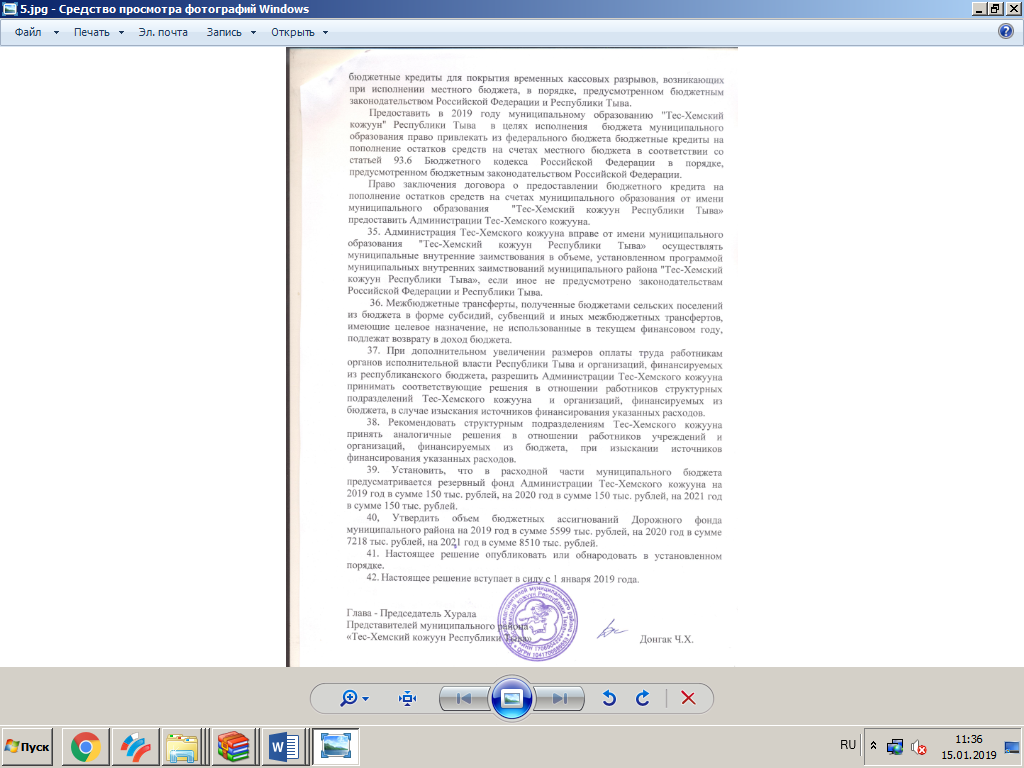 5.jpg - Средство просмотра фотографий Windows
Файл Печать Эл. почта Запись Открыть
бюджетные кредиты для покрытия временных кассовых разрывов, возникающих
при исполнении местного бюджета, в порядке, предусмотренном бюджетным
законодательством Российской Федерации и Республики Тыва.
Предоставить в 2019 году муниципальному образованию "Тес-Хемский
кожуун" Республики Тыва в целях исполнения бюджета муниципального
образования право привлекать из федерального бюджета бюджетные кредиты на
пополнение остатков средств на счетах местного бюджета в соответствии со
статьей 93.6 Бюджетного кодекса Российской Федерации в порядке,
предусмотренном бюджетным законодательством Российской Федерации.
Право заключения договора о предоставлении бюджетного кредита на
пополнение остатков средств на счетах муниципального образования от имени
муниципального образования "Тес-Хемский кожуун Республики Тыва»
предоставить Администрации Тес-Хемского кожууна.
35. Администрация Тес-Хемского кожууна вправе от имени муниципального
образования "Тес-Хемский кожуун Республики Тыва» осуществлять
муниципальные внутренние заимствования в объеме, установленном программой
муниципальных внутренних заимствований муниципального района "Тес-Хемский
кожуун Республики Тыва», если иное не предусмотрено законодательствам
Российской Федерации и Республики Тыва.
36. Межбюджетные трансферты, полученные бюджетами сельских поселений
из бюджета в форме субсидий, субвенций и иных межбюджетных трансфертов,
имеющие целевое назначение, не использованные в текущем финансовом году,
подлежат возврату в доход бюджета.
37. При дополнительном увеличении размеров оплаты труда работникам
органов исполнительной власти Республики Тыва и организаций, финансируемых
из республиканского бюджета, разрешить Администрации Тес-Хемского кожууна
принимать соответствующие решения в отношении работников структурных
подразделений Тес-Хемского кожууна и организаций, финансируемых из
бюджета, в случае изыскания источников финансирования указанных расходов.
38. Рекомендовать структурным подразделениям Тес-Хемского кожууна
принять аналогичные решения в отношении работников учреждений и
организаций, финансируемых из бюджета, при изыскании источников
финансирования указанных расходов.
39. Установить, что в расходной части муниципального бюджета
предусматривается резервный фонд Администрации Тес-Хемского кожууна на
2019 год в сумме 150 тыс. рублей, на 2020 год в сумме 150 тыс. рублей, на 2021 год
в сумме 150 тыс. рублей.
40, Утвердить объем бюджетных ассигнований Дорожного фонда
муниципального района на 2019 год в сумме 5599 тыс. рублей, на 2020 год в сумме
7218 тыс. рублей, на 2021 год в сумме 8510 тыс. рублей.
41. Настоящее решение опубликовать или обнародовать в установленном
порядке.
42. Настоящее решение вступает в силу с 1 января 2019 года.
Глава - Председатель Хурала
Представителей муниципального района
«Тес-Хемский кожуун Республики Тыва» Донгак Ч.Х.
Пуск RU 11:36
15.01.2019